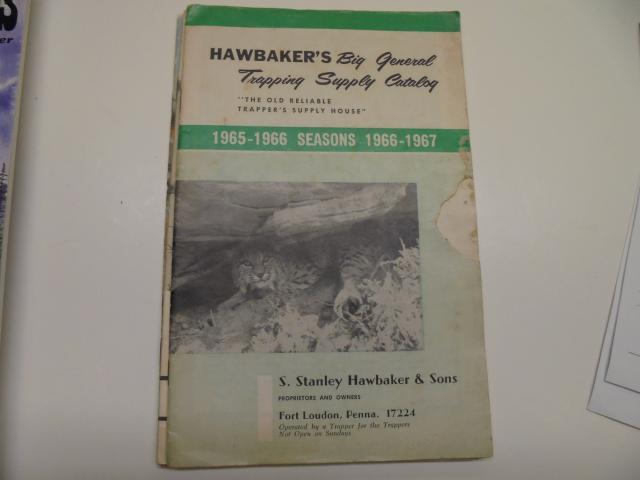 HAWBAKER'S Big General
Trapping Supply Catalog
"THE OLD RELIABLE
TRAPPER'S SUPPLY HOUSE"
1965-1966 SEASONS 1966-1967
S. Stanley Hawbaker & Sons
PROPRIETORS AND OWNERS
Fort Loudon, Penna. 17224
Operated by a Trapper for the Trappers
Not Open on Sundays